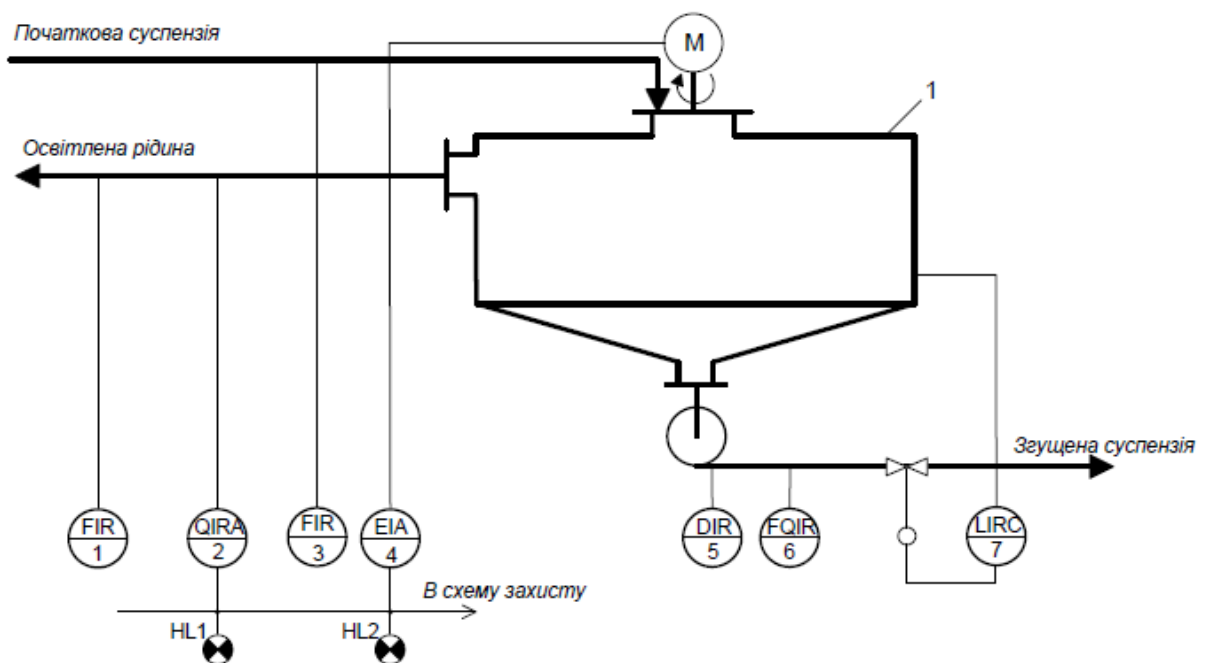 Початкова суспензія
M
1
Освітлена рідина
Згущена суспензія
FIR
1
QIRA
2
FIR
3
EIA
4
DIR
5
FQIR
6
LIRC
7
В схему захисту
HL1
HL2